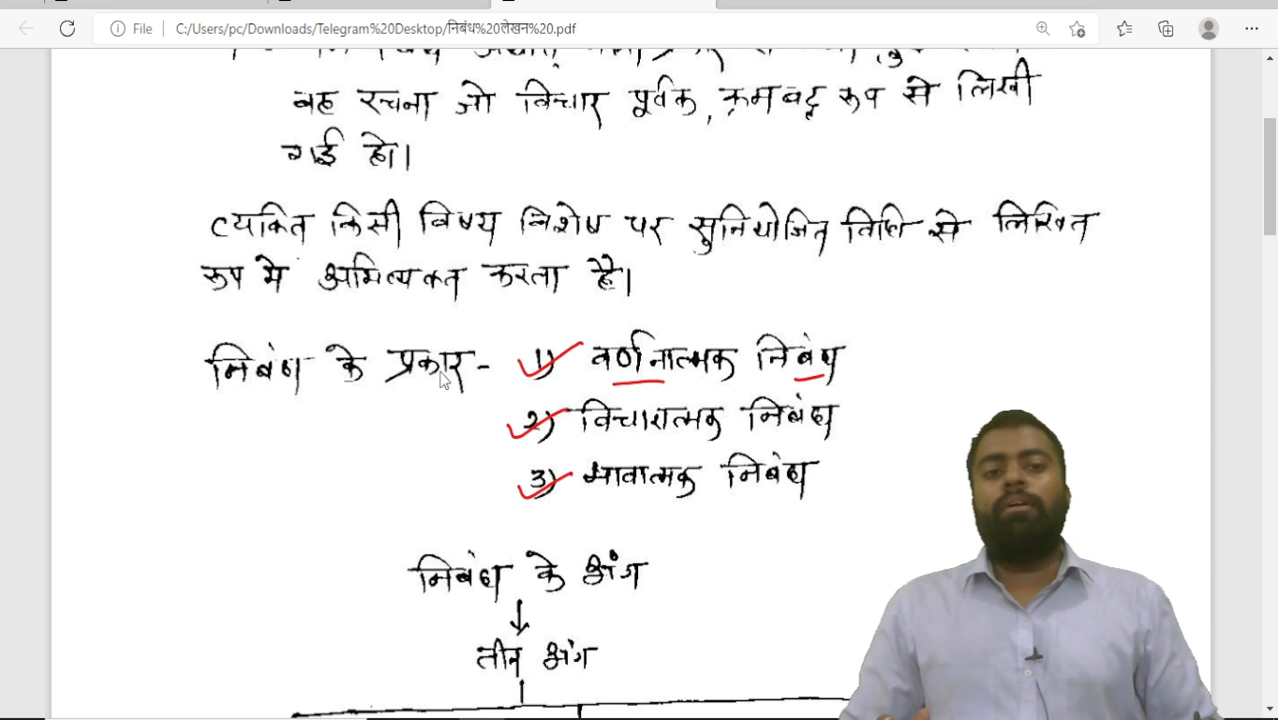 File C:/Users/pc/Downloads/Telegram%20Desktop/निबंध%20लेखन%20.pdf
वह रचना जो विचार पूर्वक, क्रमबद्ध रूप से लिखी
गई हो।
व्यक्ति किसी विषय विशेष पर सुनियोजित विधि से लिखित
रूप में अभिव्यक्त करता है।
निबंध के प्रकार - 1) वर्णनात्मक निबंध
2) विचारात्मक निबंध
3) भावात्मक निबंध
निबंध के अंग
तीन अंग